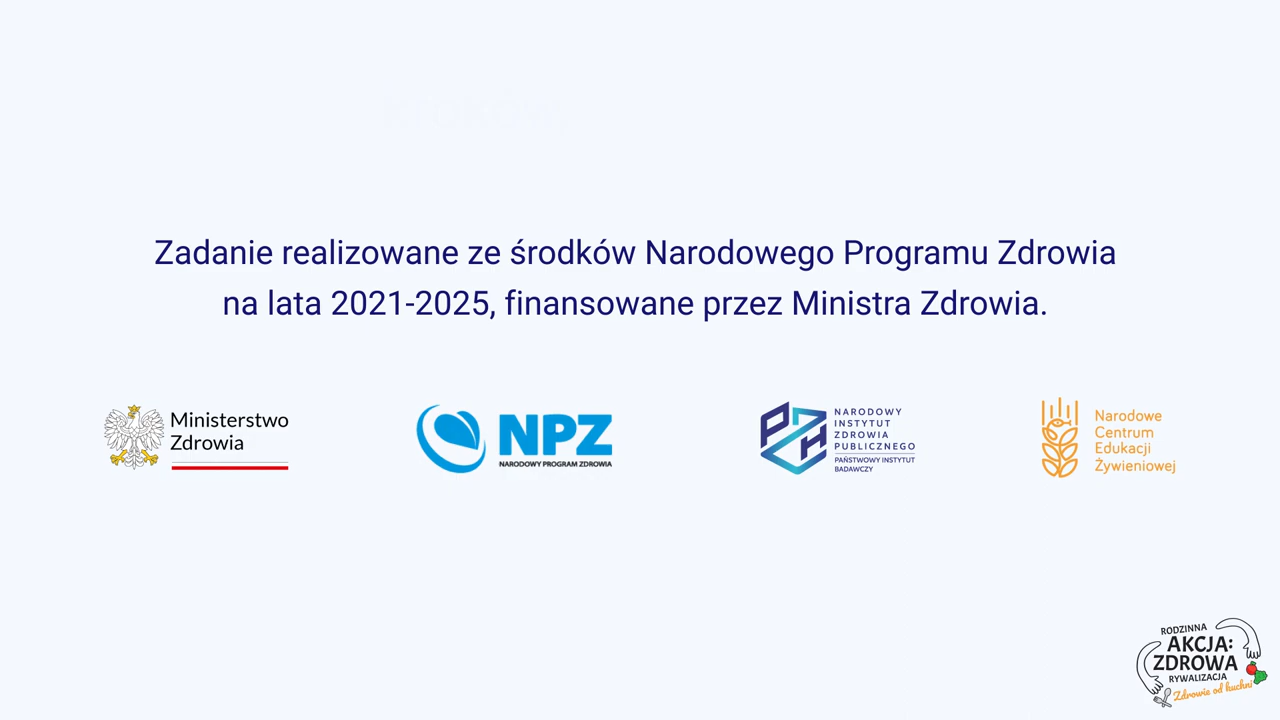 Zadanie realizowane ze środków Narodowego Programu Zdrowia
na lata 2021-2025, finansowane przez Ministra Zdrowia.
Ministerstwo
Zdrowia
NPZ
NARODOWY PROGRAM ZDROWIA
PZH
NARODOWY
INSTYTUT
ZDROWIA
PUBLICZNEGO
PAŃSTWOWY INSTYTUT
BADAWCZY
Narodowe
Centrum
Edukacji
Żywieniowej
RODZINNA
AKCJA:
ZDROWA
RYWALIZACJA
Zdrowie od kuchni